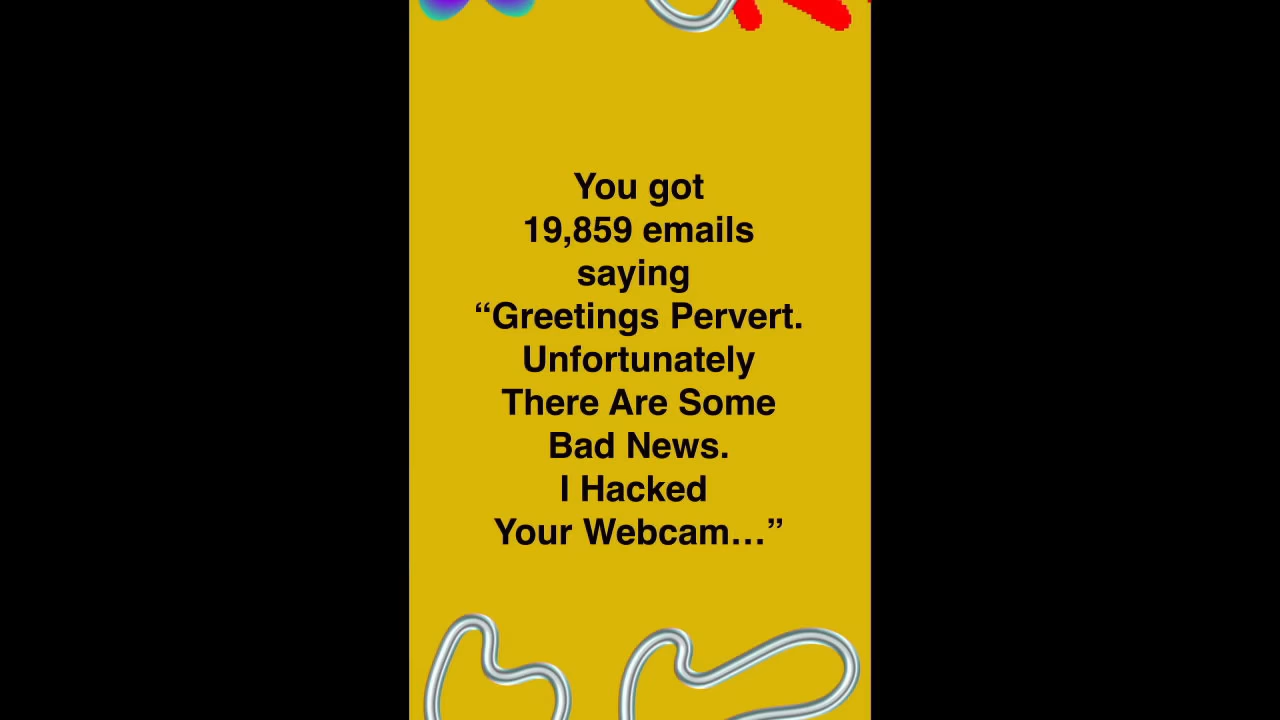 You got
19,859 emails
saying
“Greetings Pervert.
Unfortunately
There Are Some
Bad News.
I Hacked
Your Webcam…”